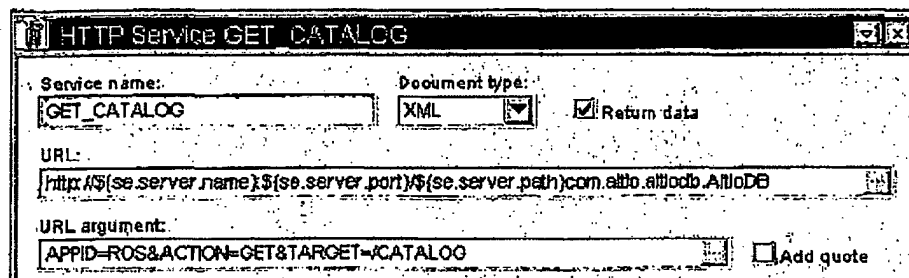 HTTP Service GET_CATALOG
Service name: Document type:
GET_CATALOG XML Return data
URL:
http://${se.server.name}:${se.server.port}/${se.server.path}com.altio.altiodb.AltioDB
URL argument:
APPID=ROS&ACTION=GET&TARGET=/CATALOG Add quote